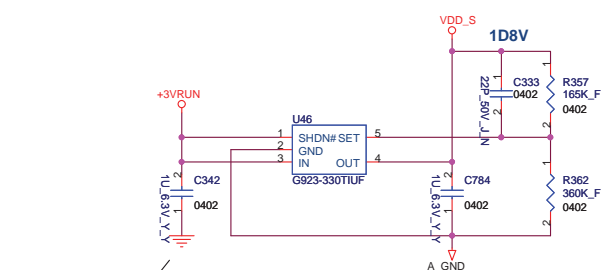 VDD_S
1D8V
+3VRUN
U46
1 SHDN# SET 5
2 GND
3 IN OUT 4
G923-330TIUF
C342
1U_6.3V_Y_Y
2
1
0402
C333
22P_50V_J_N
1
2
0402
R357
165K_F
0402
1
2
C784
1U_6.3V_Y_Y
2
1
0402
R362
360K_F
0402
1
2
A_GND